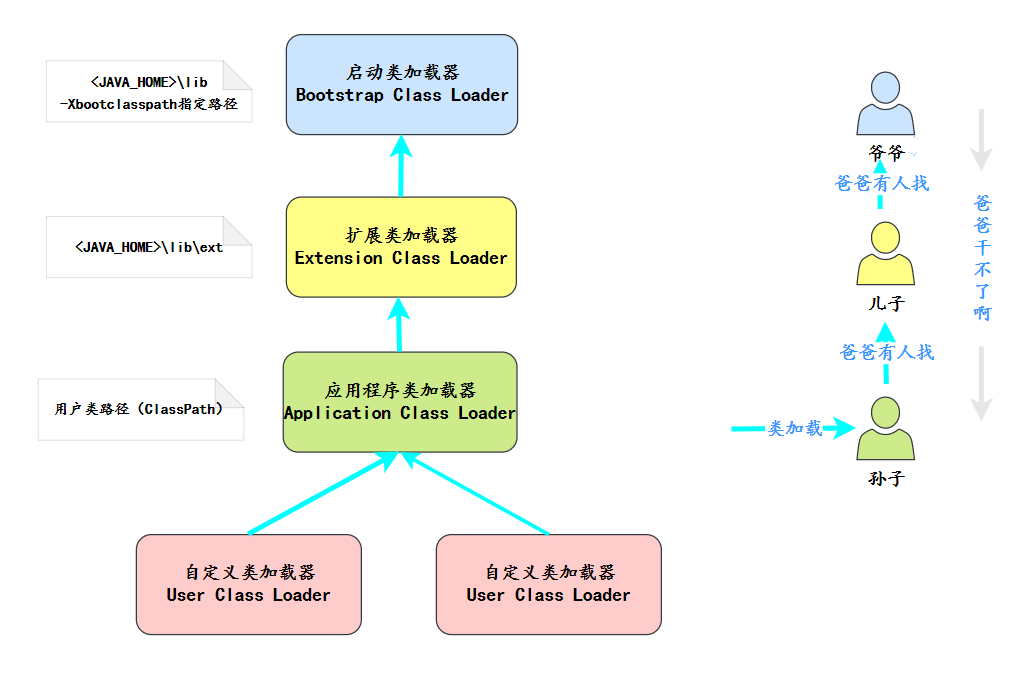 <JAVA_HOME>\lib
-Xbootclasspath指定路径
启动类加载器
Bootstrap Class Loader
<JAVA_HOME>\lib\ext
扩展类加载器
Extension Class Loader
用户类路径（ClassPath）
应用程序类加载器
Application Class Loader
自定义类加载器
User Class Loader
自定义类加载器
User Class Loader
爷爷
爸爸有人找
儿子
爸爸有人找
类加载
孙子
爸
爸
干
不
了
啊